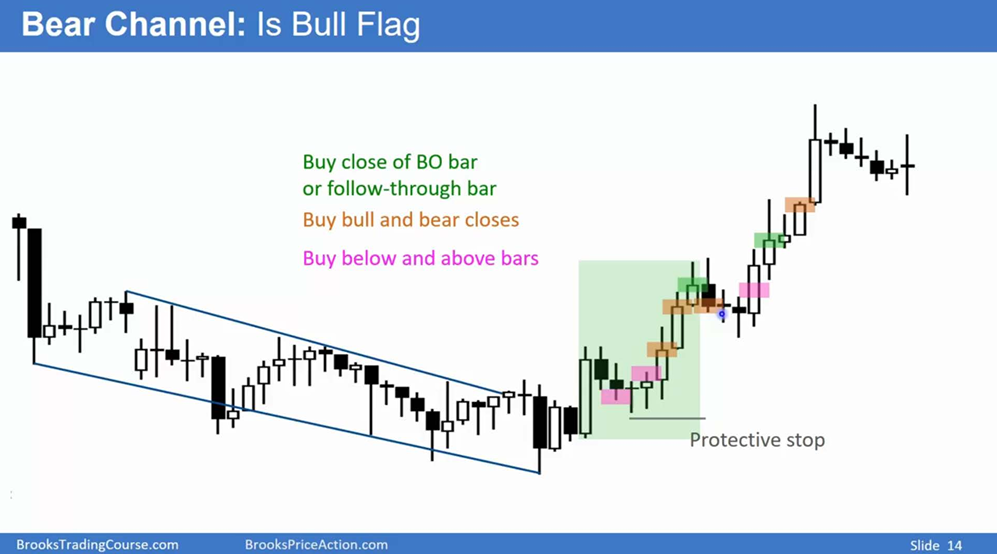 Bear Channel: Is Bull Flag
Buy close of BO bar
or follow-through bar
Buy bull and bear closes
Buy below and above bars
Protective stop
BrooksTradingCourse.com
BrooksPriceAction.com
Slide 14